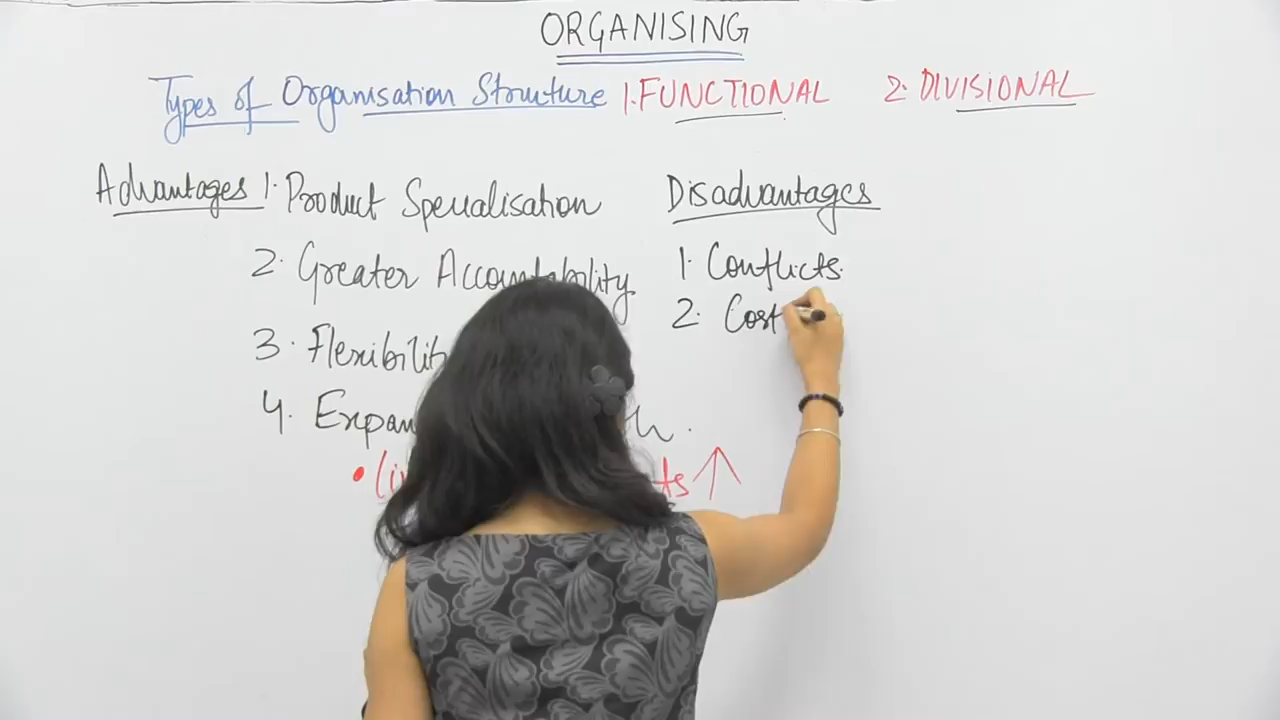 ORGANISING
Types of Organisation Structure 1. FUNCTIONAL 2. DIVISIONAL
Advantages 1. Product Specialisation
2. Greater Accountability
3. Flexibilit
4. Expan
Disadvantages
1. Conflicts.
2. Cost